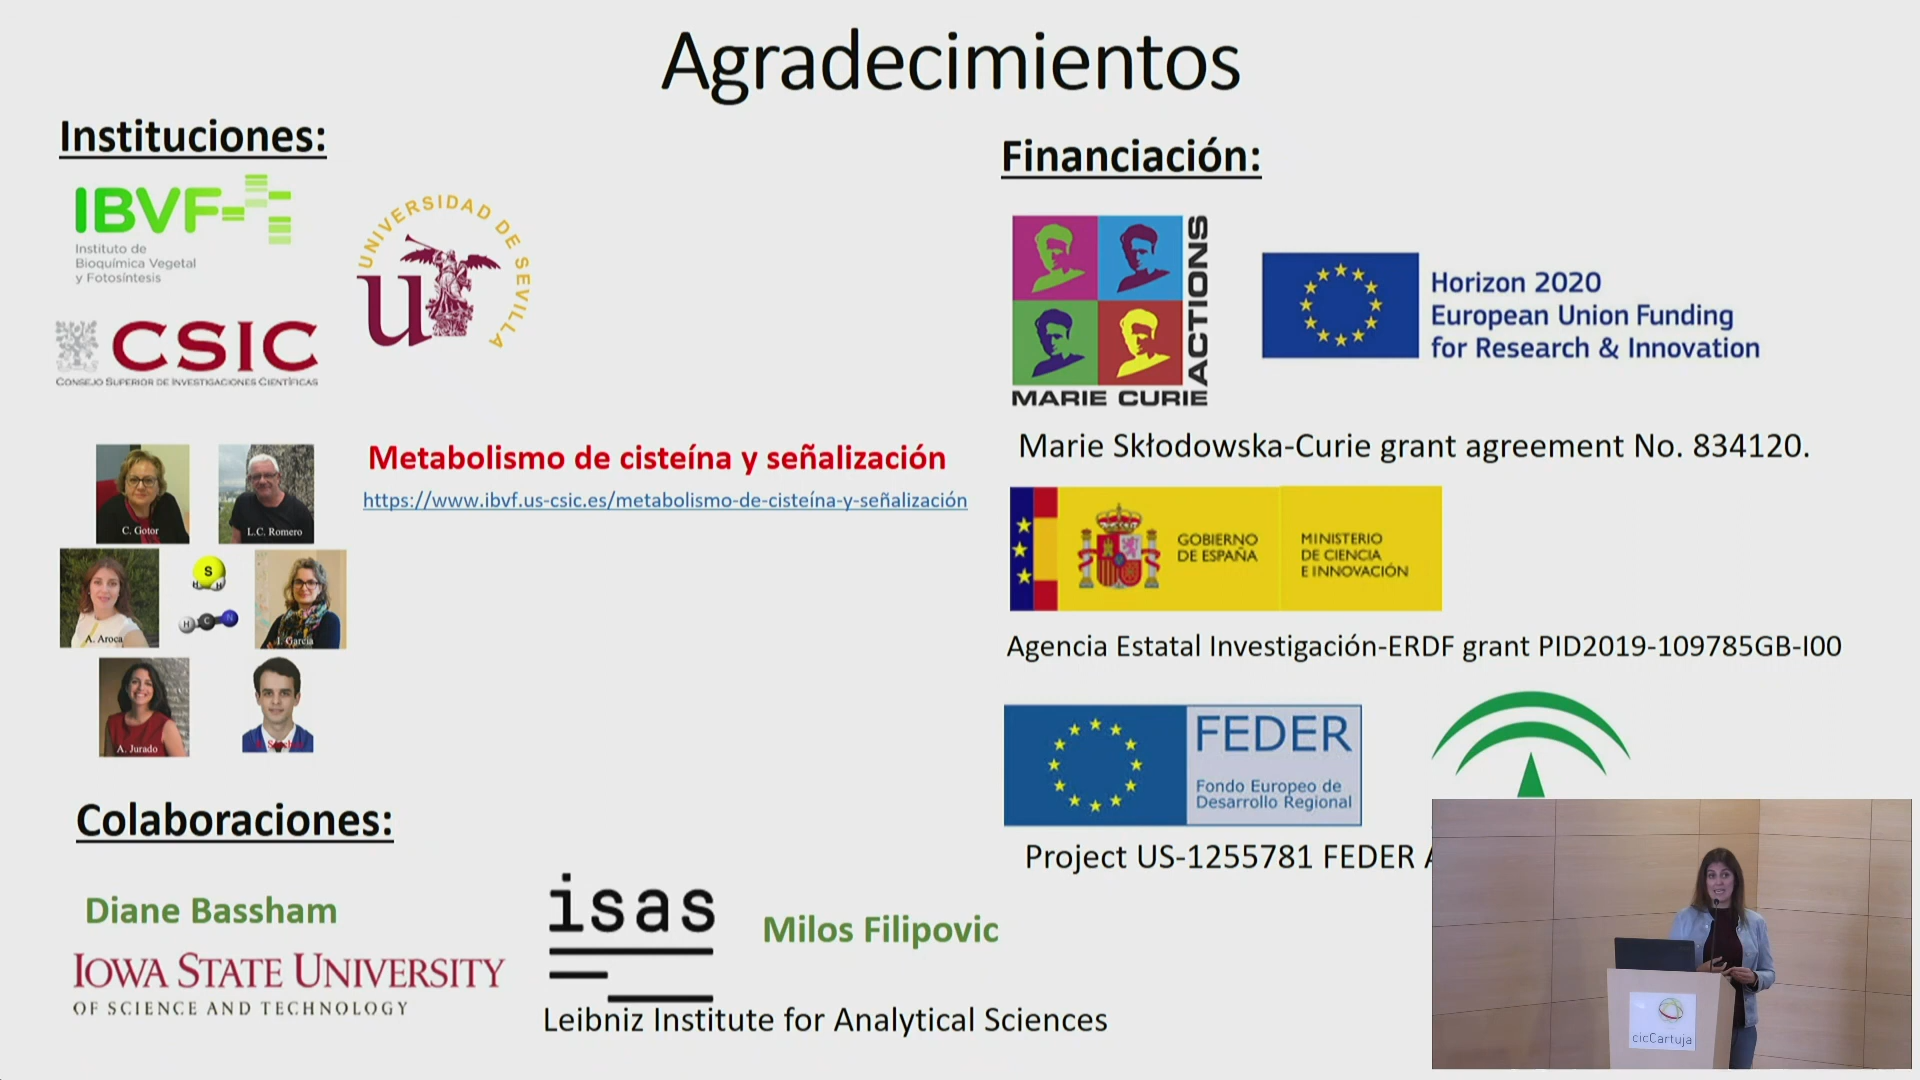 Agradecimientos
Instituciones:
IBVF
Instituto de
Bioquímica Vegetal
y Fotosíntesis
UNIVERSIDAD DE SEVILLA
CSIC
CONSEJO SUPERIOR DE INVESTIGACIONES CIENTÍFICAS
C. Gotor
L.C. Romero
A. Aroca
S
H H
H C N
I. García
A. Jurado
Metabolismo de cisteína y señalización
https://www.ibvf.us-csic.es/metabolismo-de-cisteína-y-señalización
Colaboraciones:
Diane Bassham
IOWA STATE UNIVERSITY
OF SCIENCE AND TECHNOLOGY
isas
Milos Filipovic
Leibniz Institute for Analytical Sciences
Financiación:
MARIE CURIE
ACTIONS
Horizon 2020
European Union Funding
for Research & Innovation
Marie Skłodowska-Curie grant agreement No. 834120.
GOBIERNO
DE ESPAÑA
MINISTERIO
DE CIENCIA
E INNOVACIÓN
Agencia Estatal Investigación-ERDF grant PID2019-109785GB-I00
FEDER
Fondo Europeo de
Desarrollo Regional
Project US-1255781 FEDER
cicCartuja